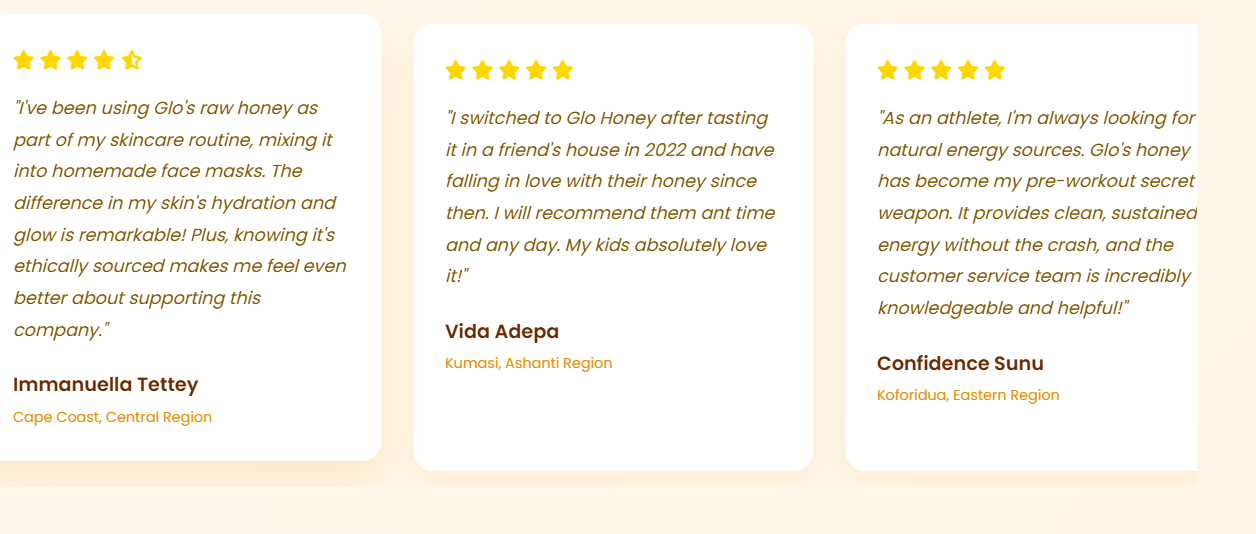 "I've been using Glo's raw honey as
part of my skincare routine, mixing it
into homemade face masks. The
difference in my skin's hydration and
glow is remarkable! Plus, knowing it's
ethically sourced makes me feel even
better about supporting this
company."
Immanuella Tettey
Cape Coast, Central Region
"I switched to Glo Honey after tasting
it in a friend's house in 2022 and have
falling in love with their honey since
then. I will recommend them ant time
and any day. My kids absolutely love
it!"
Vida Adepa
Kumasi, Ashanti Region
"As an athlete, I'm always looking for
natural energy sources. Glo's honey
has become my pre-workout secret
weapon. It provides clean, sustained
energy without the crash, and the
customer service team is incredibly
knowledgeable and helpful!"
Confidence Sunu
Koforidua, Eastern Region